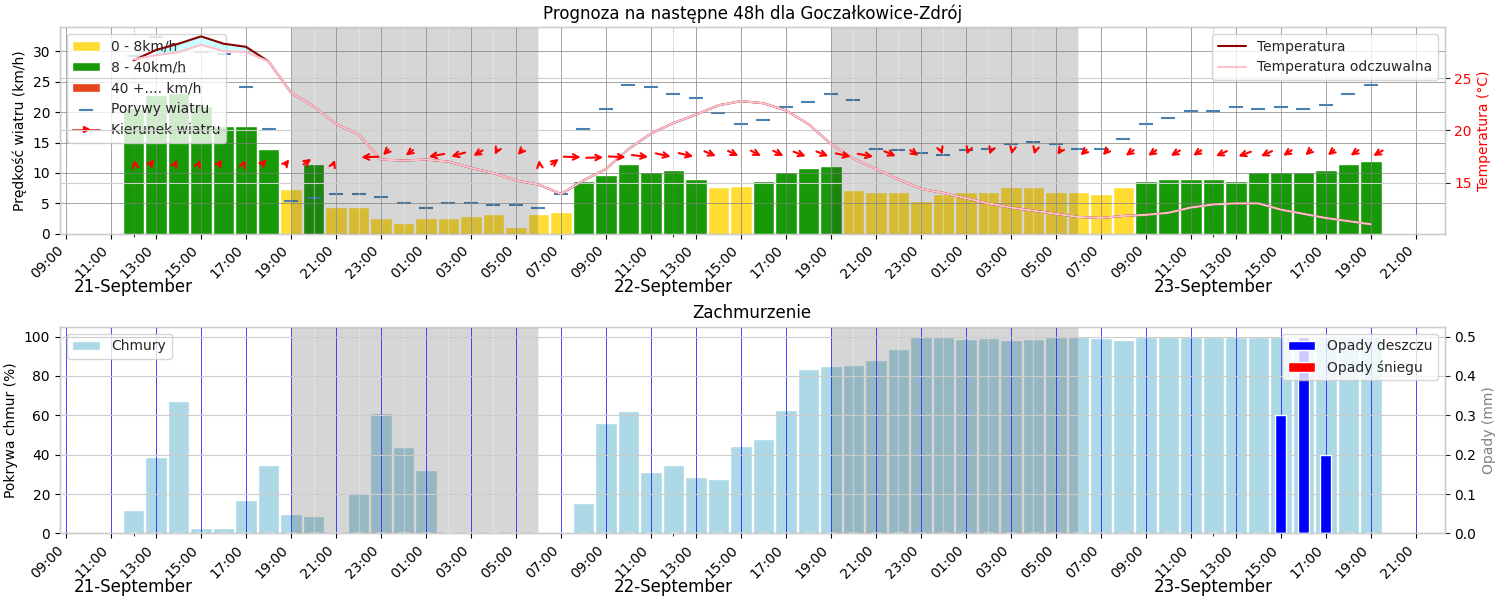 Prognoza na następne 48h dla Goczałkowice-Zdrój
Prędkość wiatru (km/h)
30
25
20
15
10
5
0
0 - 8km/h
8 - 40km/h
40 +.... km/h
Porywy wiatru
Kierunek wiatru
Temperatura
Temperatura odczuwalna
25
20
15
Temperatura (°C)
09:00 11:00 13:00 15:00 17:00 19:00 21:00 23:00 01:00 03:00 05:00 07:00 09:00 11:00 13:00 15:00 17:00 19:00 21:00 23:00 01:00 03:00 05:00 07:00 09:00 11:00 13:00 15:00 17:00 19:00 21:00
21-September 22-September 23-September
Zachmurzenie
Pokrywa chmur (%)
100
80
60
40
20
0
Chmury
Opady deszczu
Opady śniegu
0.5
0.4
0.3
0.2
0.1
0.0
Opady (mm)
09:00 11:00 13:00 15:00 17:00 19:00 21:00 23:00 01:00 03:00 05:00 07:00 09:00 11:00 13:00 15:00 17:00 19:00 21:00 23:00 01:00 03:00 05:00 07:00 09:00 11:00 13:00 15:00 17:00 19:00 21:00
21-September 22-September 23-September